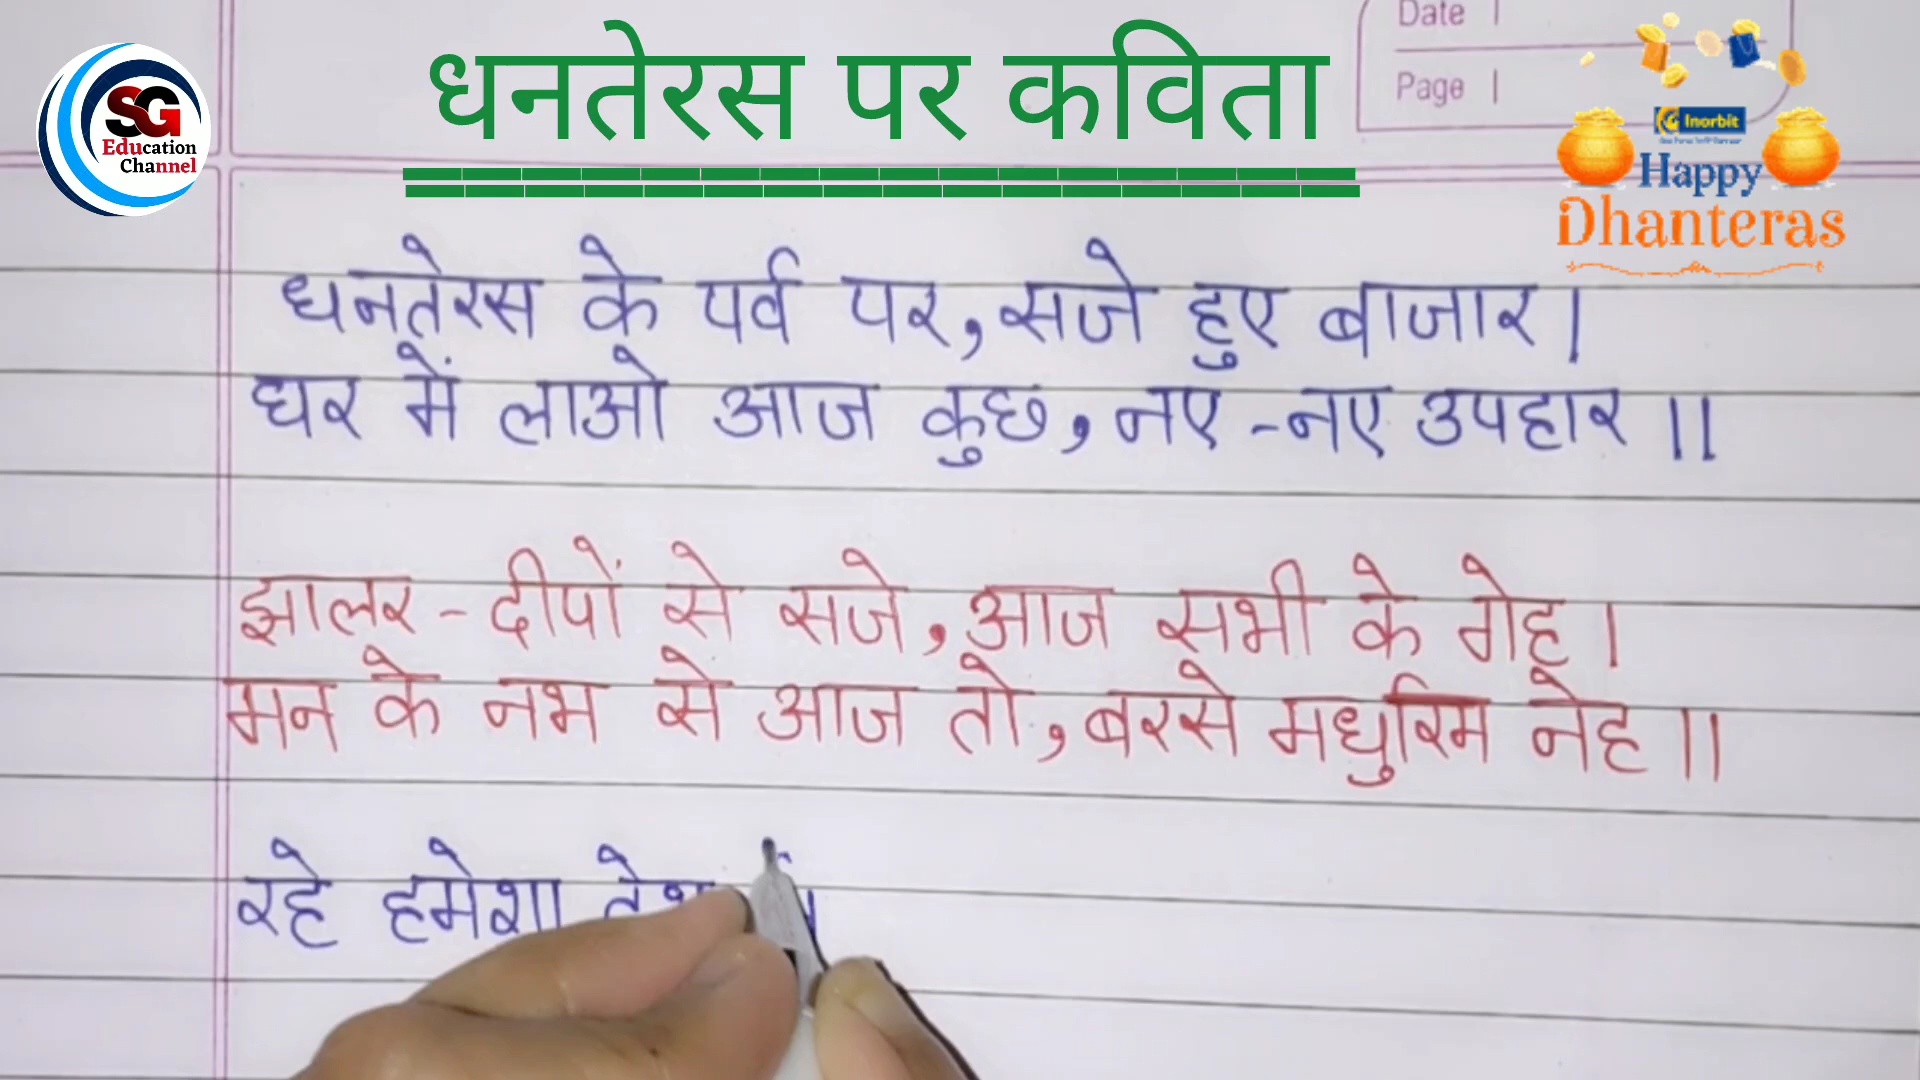 Date
Page
SG
Education
Channel
धनतेरस पर कविता
Inorbit
Happy
Dhanteras
धनतेरस के पर्व पर, सजे हुए बाजार।
घर में लाओ आज कुछ, नए-नए उपहार॥
झालर-दीपों से सजे, आज सभी के गेह।
मन के नभ से आज तो, बरसे मधुरिम नेह॥
रहे हमेशा